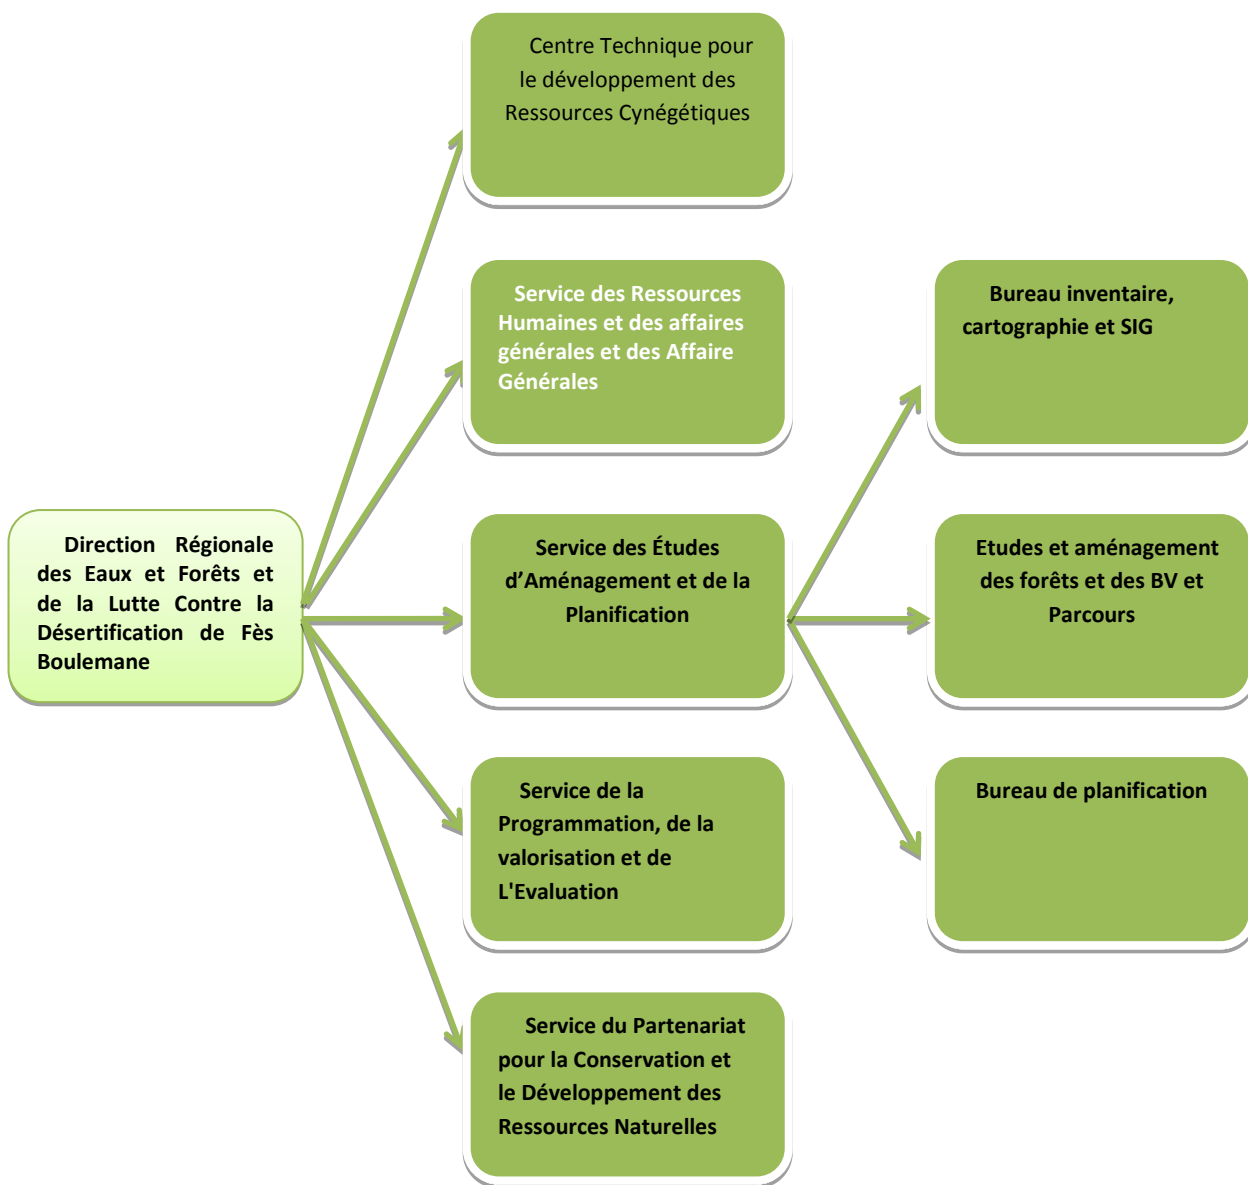 Centre Technique pour
le développement des
Ressources Cynégétiques
Service des Ressources
Humaines et des affaires
générales et des Affaire
Générales
Bureau inventaire,
cartographie et SIG
Direction Régionale
des Eaux et Forêts et
de la Lutte Contre la
Désertification de Fès
Boulemane
Service des Études
d’Aménagement et de la
Planification
Etudes et aménagement
des forêts et des BV et
Parcours
Service de la
Programmation, de la
valorisation et de
L'Evaluation
Bureau de planification
Service du Partenariat
pour la Conservation et
le Développement des
Ressources Naturelles